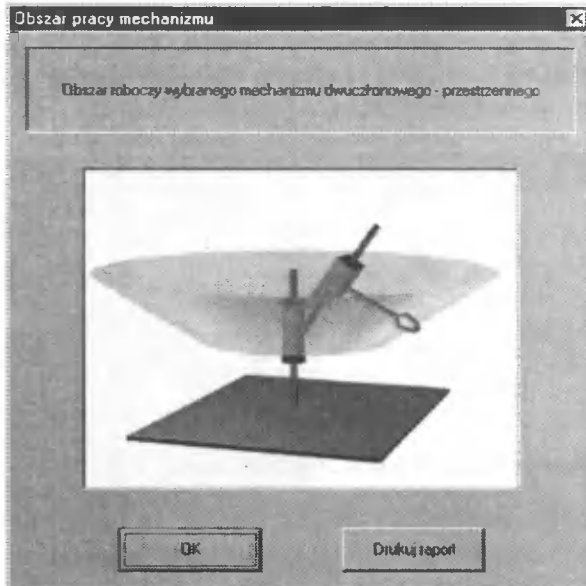 Obszar pracy mechanizmu
Obszar roboczy wybranego mechanizmu dwuczłonowego - przestrzennego
OK
Drukuj raport